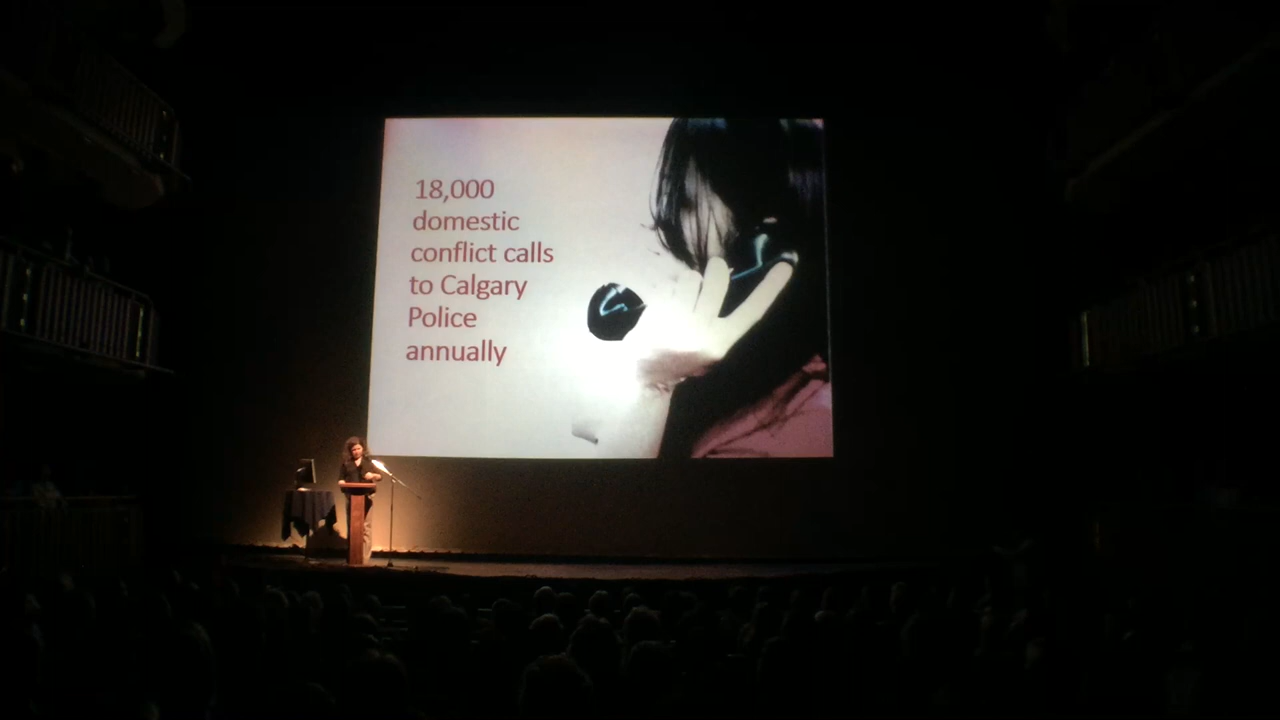 18,000
domestic
conflict calls
to Calgary
Police
annually